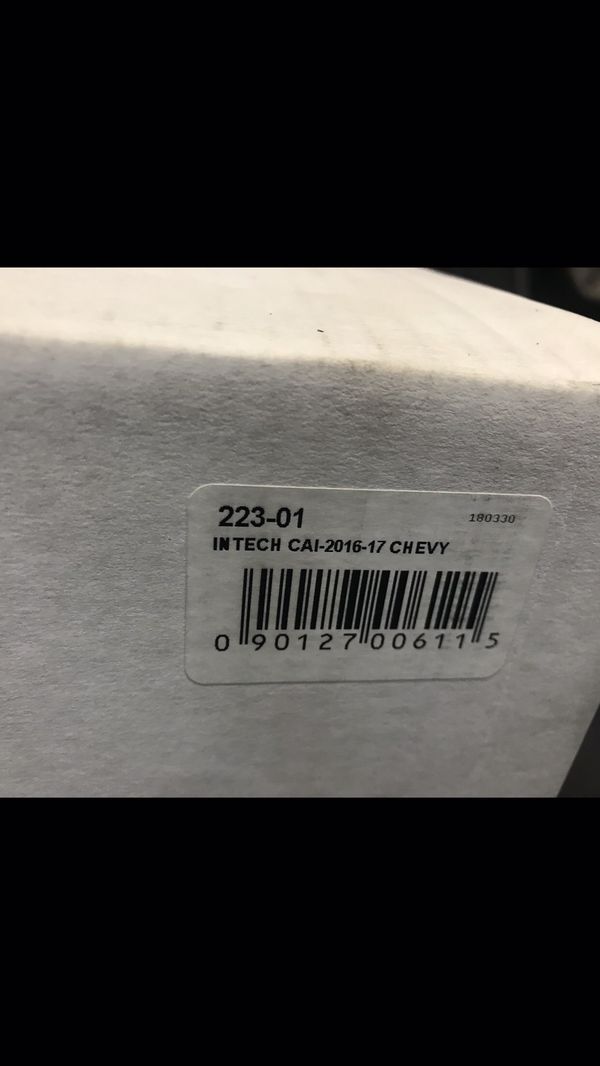 223-01
180330
INTECH CAI-2016-17 CHEVY
0 90127 00611 5